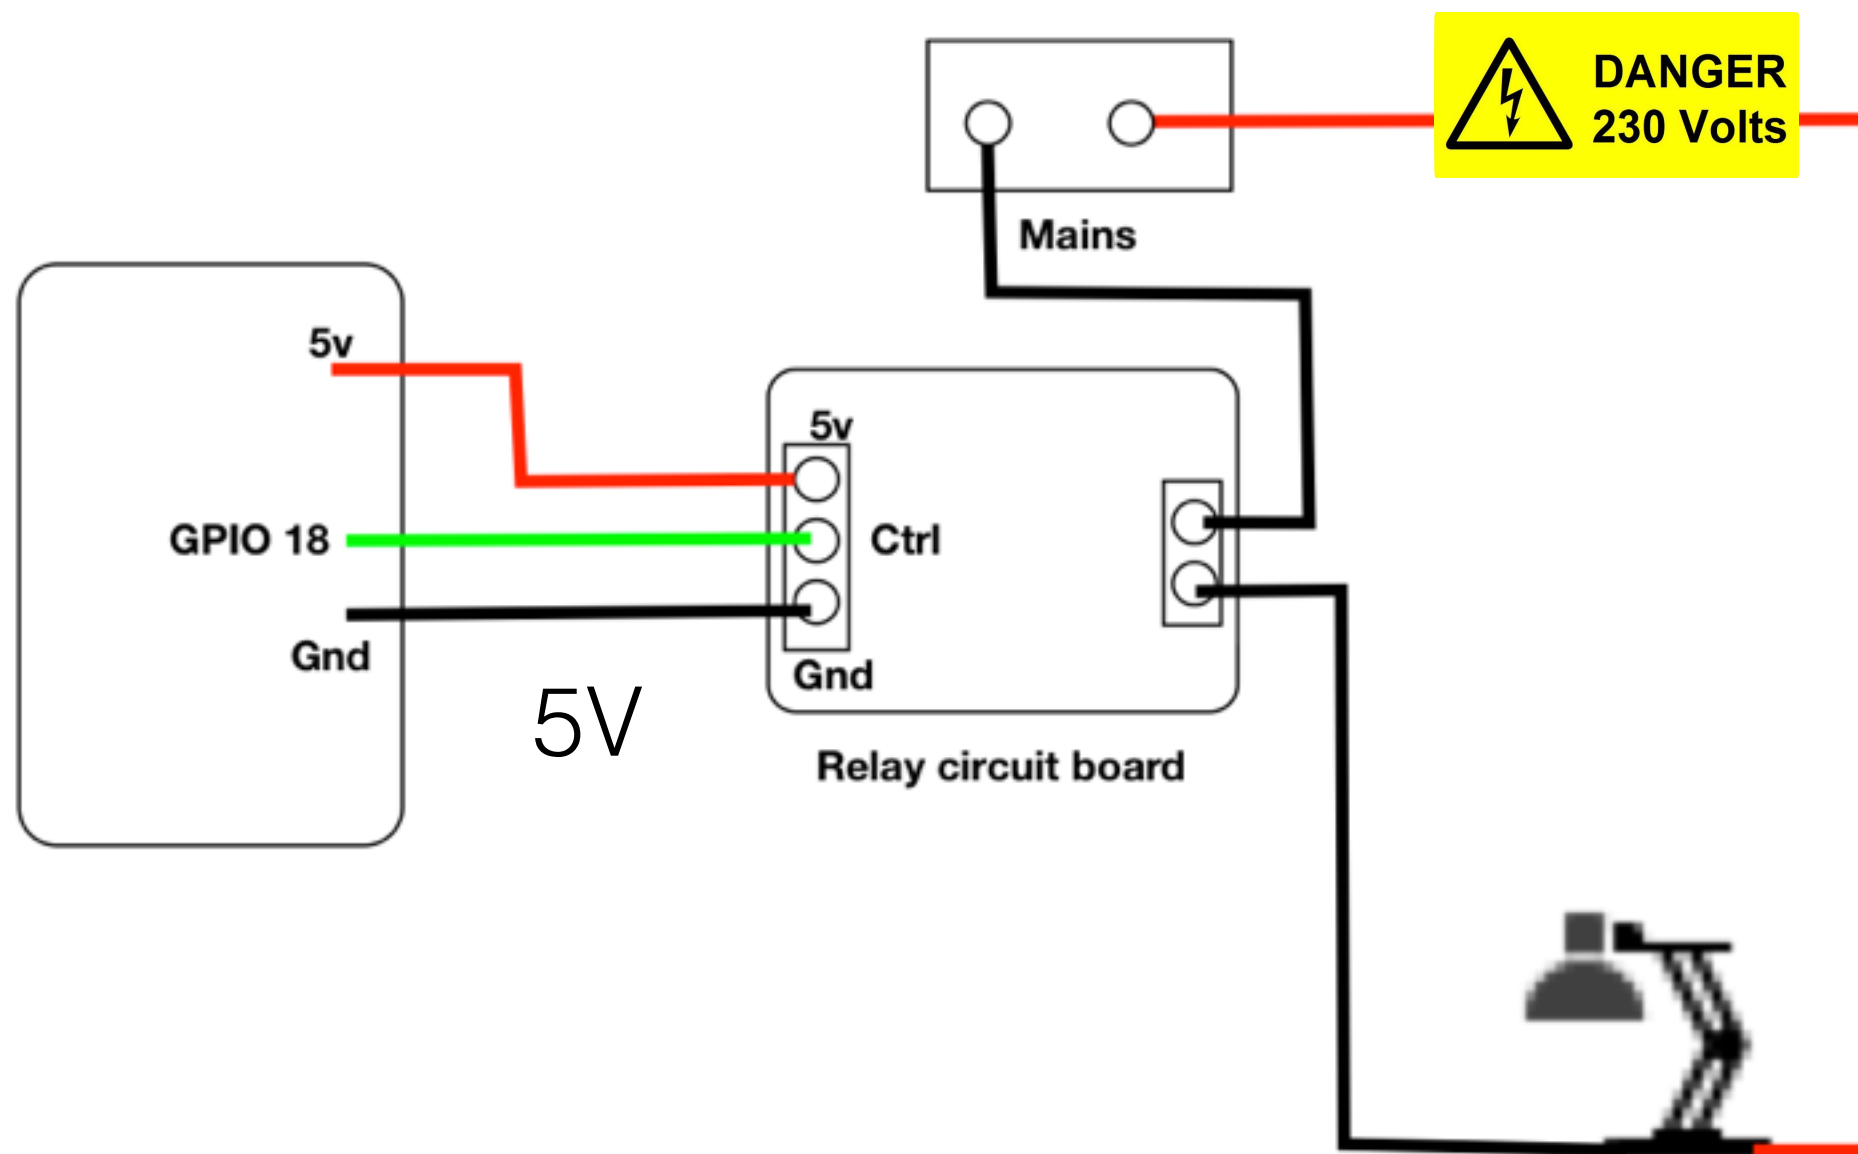 DANGER
230 Volts
Mains
5v
5v
GPIO 18
Ctrl
Gnd
Gnd
5V
Relay circuit board